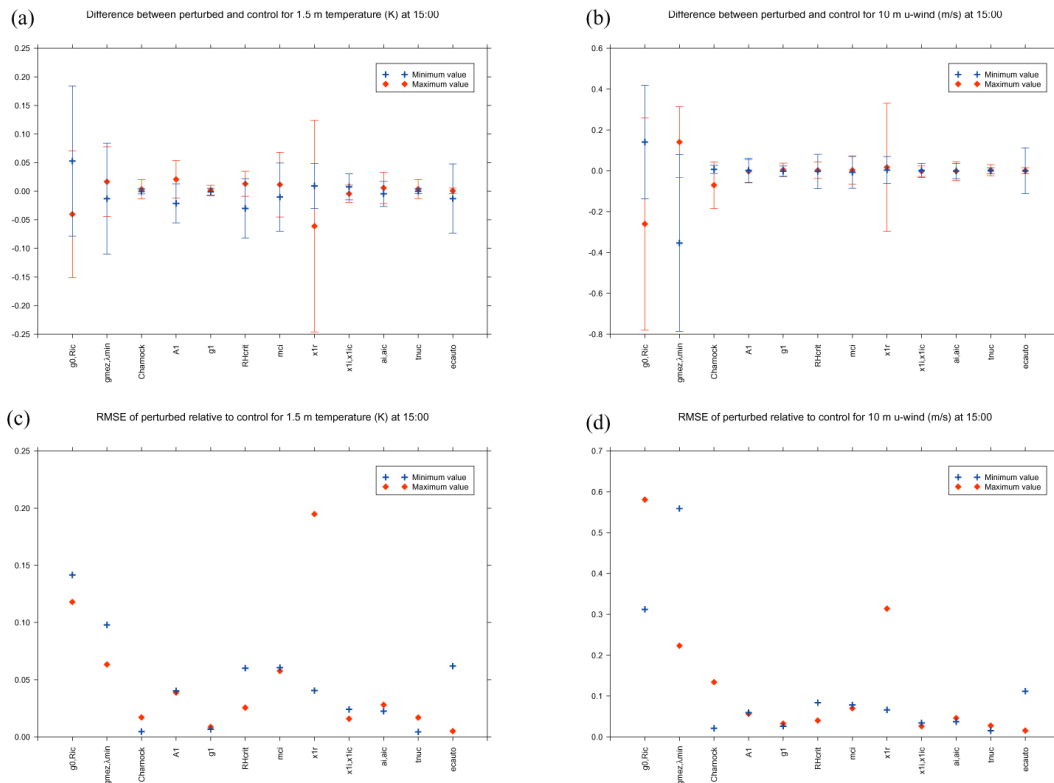 (a)
Difference between perturbed and control for 1.5 m temperature (K) at 15:00
0.25
0.20
0.15
0.10
0.05
0.00
-0.05
-0.10
-0.15
-0.20
-0.25
Minimum value
Maximum value
g0,Ric
gmez,λmin
Charnock
A1
g1
RHcrit
mci
x1r
x1i,x1ic
ai,aic
tnuc
ecauto
(b)
Difference between perturbed and control for 10 m u-wind (m/s) at 15:00
0.6
0.4
0.2
0.0
-0.2
-0.4
-0.6
-0.8
Minimum value
Maximum value
g0,Ric
gmez,λmin
Charnock
A1
g1
RHcrit
mci
x1r
x1i,x1ic
ai,aic
tnuc
ecauto
(c)
RMSE of perturbed relative to control for 1.5 m temperature (K) at 15:00
0.25
0.20
0.15
0.10
0.05
0.00
Minimum value
Maximum value
g0,Ric
gmez,λmin
Charnock
A1
g1
RHcrit
mci
x1r
x1i,x1ic
ai,aic
tnuc
ecauto
(d)
RMSE of perturbed relative to control for 10 m u-wind (m/s) at 15:00
0.7
0.6
0.5
0.4
0.3
0.2
0.1
0.0
Minimum value
Maximum value
g0,Ric
gmez,λmin
Charnock
A1
g1
RHcrit
mci
x1r
x1i,x1ic
ai,aic
tnuc
ecauto